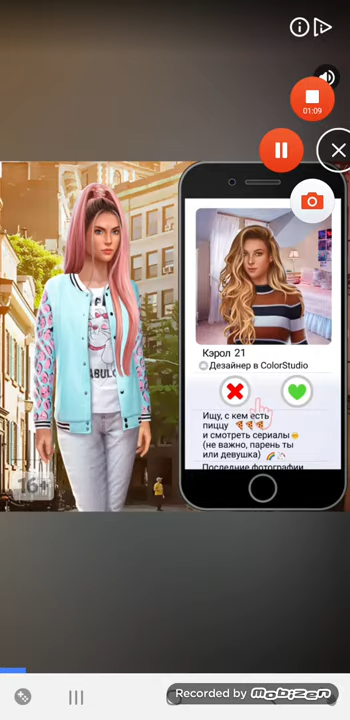 01:09
Кэрол 21
Дезайнер в ColorStudio
Ищу, с кем есть
пиццу 🍕🍕🍕
и смотреть сериалы
(не важно, парень ты
или девушка) 🌈
Последние фотографии
16+
Recorded by mobizen